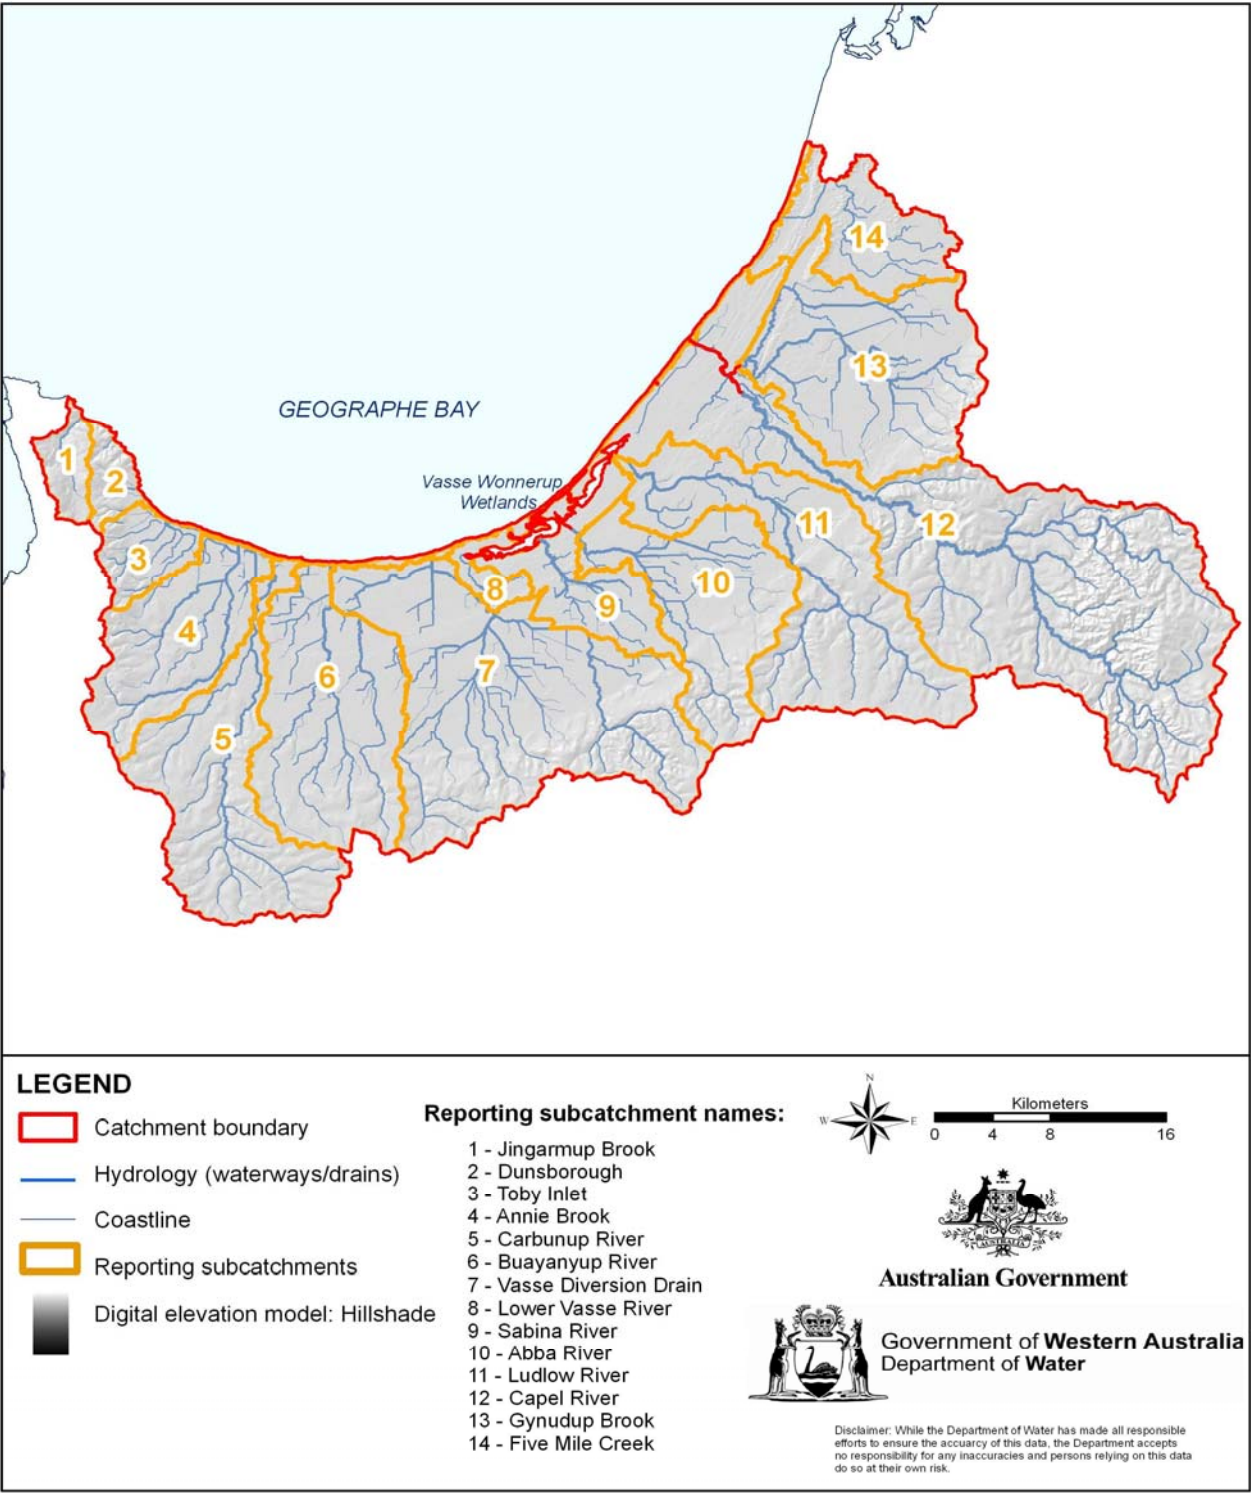 14
13
GEOGRAPHE BAY
1
2
Vasse Wonnerup
Wetlands
3
11
12
8
10
9
4
6
7
5
LEGEND
Catchment boundary
Hydrology (waterways/drains)
Coastline
Reporting subcatchments
Digital elevation model: Hillshade
Reporting subcatchment names:
1 - Jingarmup Brook
2 - Dunsborough
3 - Toby Inlet
4 - Annie Brook
5 - Carbunup River
6 - Buayanyup River
7 - Vasse Diversion Drain
8 - Lower Vasse River
9 - Sabina River
10 - Abba River
11 - Ludlow River
12 - Capel River
13 - Gynudup Brook
14 - Five Mile Creek
N
W E
S
Kilometers
0 4 8 16
AUSTRALIA
Australian Government
Government of Western Australia
Department of Water
Disclaimer: While the Department of Water has made all responsible
efforts to ensure the accuarcy of this data, the Department accepts
no responsibility for any inaccuracies and persons relying on this data
do so at their own risk.